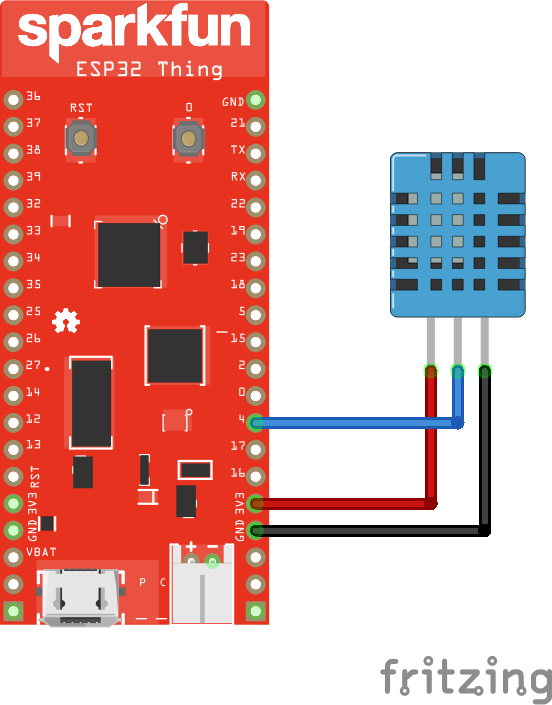 sparkfun
ESP32 Thing
RST
0
36
37
38
39
32
33
34
35
25
26
27
14
12
13
RST
3V3
GND
VBAT
GND
21
TX
RX
22
19
23
18
5
15
2
0
4
17
16
3V3
GND
+ -
P C
fritzing